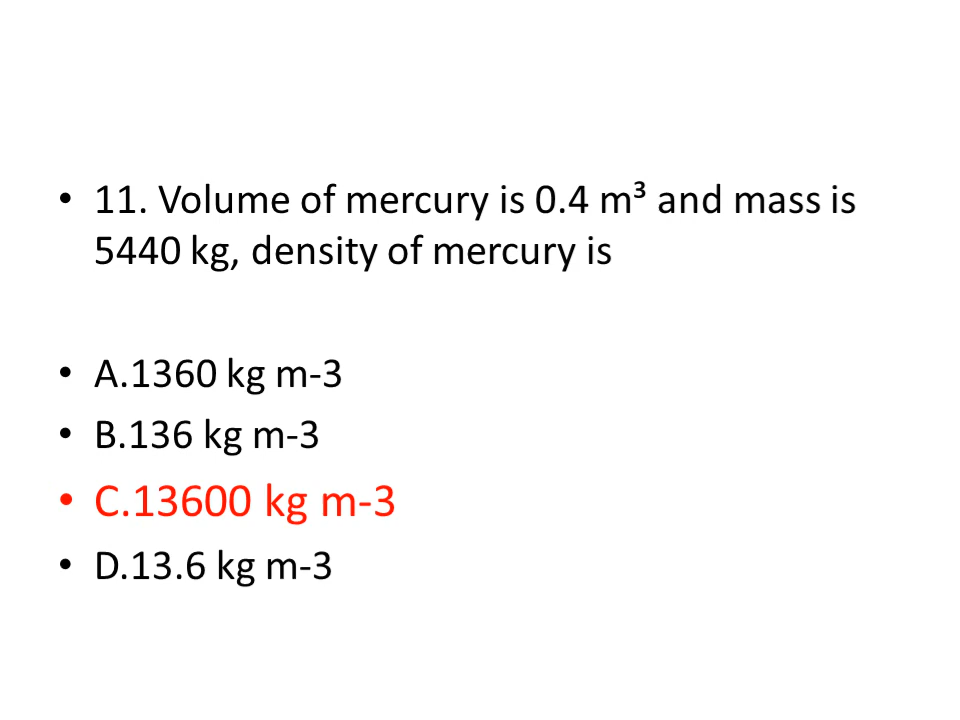 • 11. Volume of mercury is 0.4 m³ and mass is
5440 kg, density of mercury is
• A.1360 kg m-3
• B.136 kg m-3
• C.13600 kg m-3
• D.13.6 kg m-3